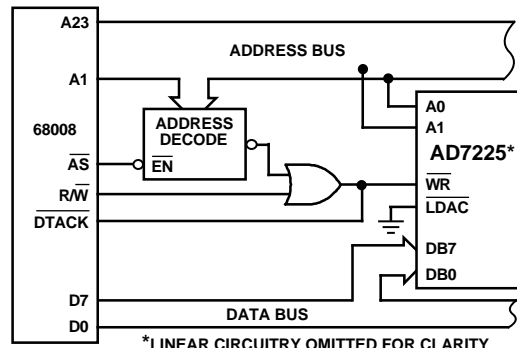 A23
ADDRESS BUS
A1
68008
ADDRESS
DECODE
EN
AS
R/W
DTACK
A0
A1
AD7225*
WR
LDAC
DB7
DB0
D7
DATA BUS
D0
*LINEAR CIRCUITRY OMITTED FOR CLARITY